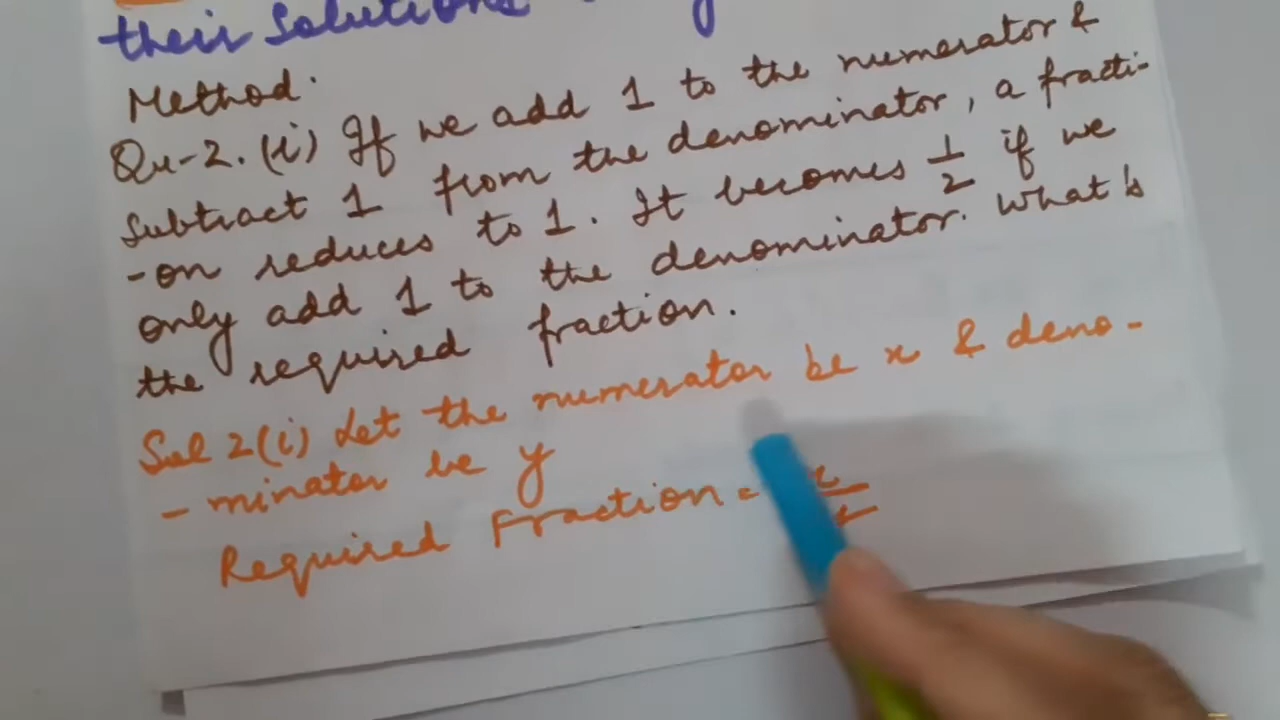 their Solutions
Method.
Qu-2. (i) If we add 1 to the numerator &
Subtract 1 from the denominator, a fracti-
-on reduces to 1. It becomes 1/2 if we
only add 1 to the denominator. What is
the required fraction.
Sol 2(i) Let the numerator be x & deno-
-minator be y
Required Fraction =